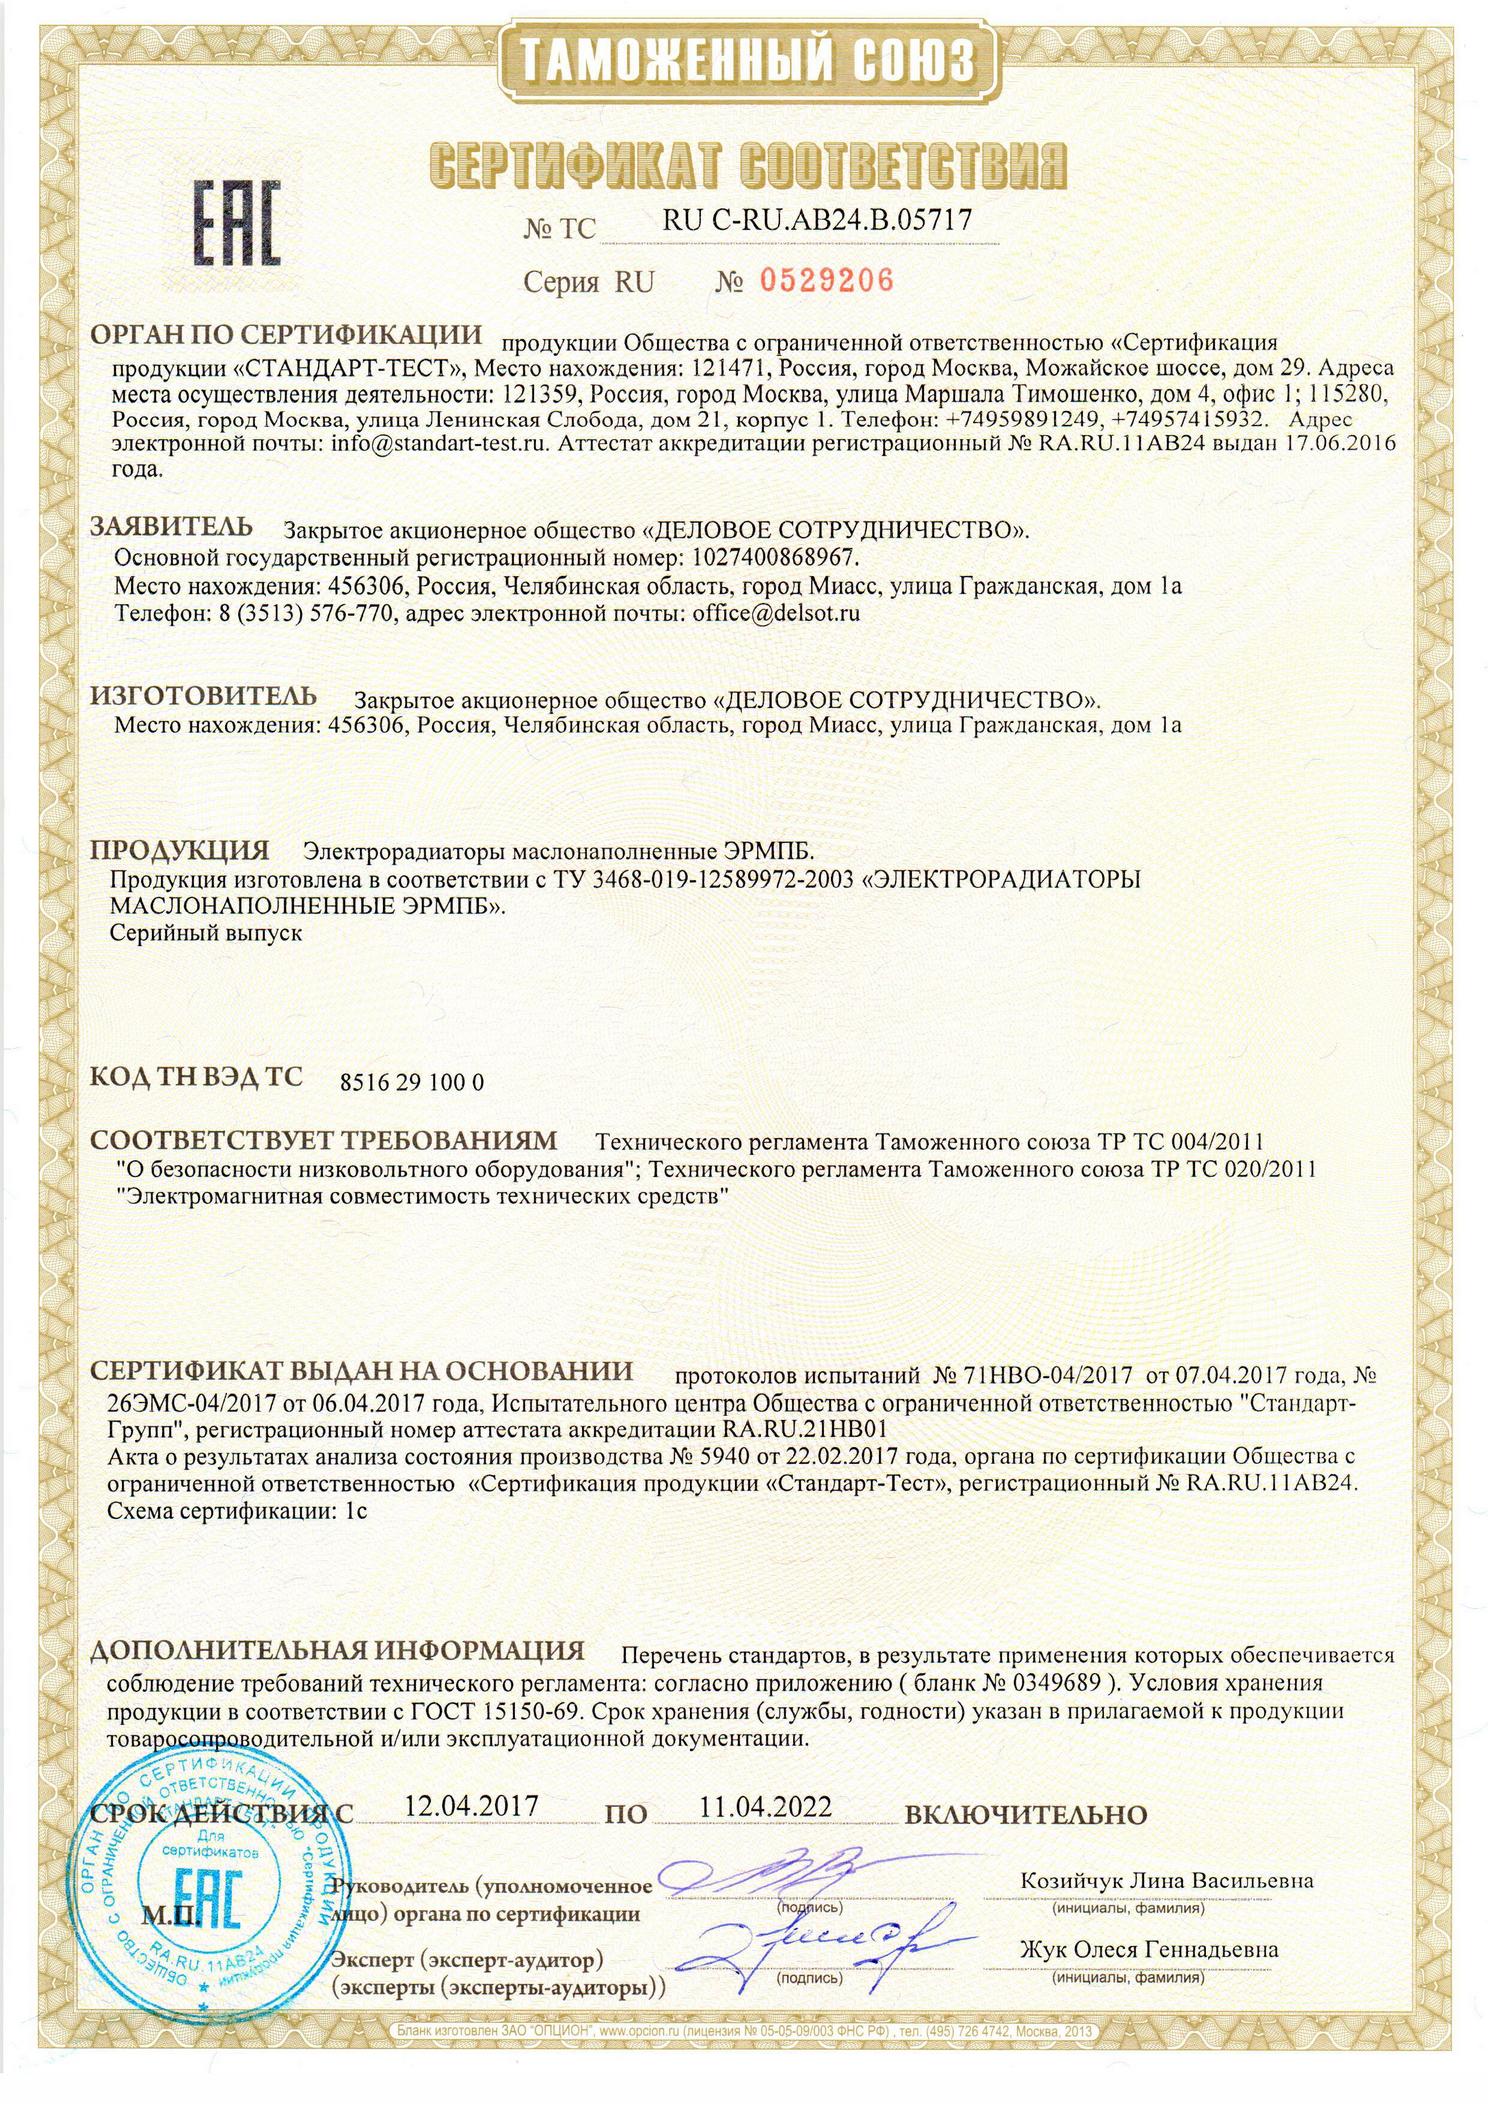 ТАМОЖЕННЫЙ СОЮЗ
СЕРТИФИКАТ СООТВЕТСТВИЯ
ЕАС
№ ТС RU С-RU.АВ24.В.05717
Серия RU № 0529206
ОРГАН ПО СЕРТИФИКАЦИИ продукции Общества с ограниченной ответственностью «Сертификация
продукции «СТАНДАРТ-ТЕСТ», Место нахождения: 121471, Россия, город Москва, Можайское шоссе, дом 29. Адреса
места осуществления деятельности: 121359, Россия, город Москва, улица Маршала Тимошенко, дом 4, офис 1; 115280,
Россия, город Москва, улица Ленинская Слобода, дом 21, корпус 1. Телефон: +74959891249, +74957415932. Адрес
электронной почты: info@standart-test.ru. Аттестат аккредитации регистрационный № RA.RU.11АВ24 выдан 17.06.2016
года.
ЗАЯВИТЕЛЬ Закрытое акционерное общество «ДЕЛОВОЕ СОТРУДНИЧЕСТВО».
Основной государственный регистрационный номер: 1027400868967.
Место нахождения: 456306, Россия, Челябинская область, город Миасс, улица Гражданская, дом 1а
Телефон: 8 (3513) 576-770, адрес электронной почты: office@delsot.ru
ИЗГОТОВИТЕЛЬ Закрытое акционерное общество «ДЕЛОВОЕ СОТРУДНИЧЕСТВО».
Место нахождения: 456306, Россия, Челябинская область, город Миасс, улица Гражданская, дом 1а
ПРОДУКЦИЯ Электрорадиаторы маслонаполненные ЭРМПБ.
Продукция изготовлена в соответствии с ТУ 3468-019-12589972-2003 «ЭЛЕКТРОРАДИАТОРЫ
МАСЛОНАПОЛНЕННЫЕ ЭРМПБ».
Серийный выпуск
КОД ТН ВЭД ТС 8516 29 100 0
СООТВЕТСТВУЕТ ТРЕБОВАНИЯМ Технического регламента Таможенного союза ТР ТС 004/2011
"О безопасности низковольтного оборудования"; Технического регламента Таможенного союза ТР ТС 020/2011
"Электромагнитная совместимость технических средств"
СЕРТИФИКАТ ВЫДАН НА ОСНОВАНИИ протоколов испытаний № 71НВО-04/2017 от 07.04.2017 года, №
26ЭМС-04/2017 от 06.04.2017 года, Испытательного центра Общества с ограниченной ответственностью "Стандарт-
Групп", регистрационный номер аттестата аккредитации RA.RU.21НВ01
Акта о результатах анализа состояния производства № 5940 от 22.02.2017 года, органа по сертификации Общества с
ограниченной ответственностью «Сертификация продукции «Стандарт-Тест», регистрационный № RA.RU.11АВ24.
Схема сертификации: 1с
ДОПОЛНИТЕЛЬНАЯ ИНФОРМАЦИЯ Перечень стандартов, в результате применения которых обеспечивается
соблюдение требований технического регламента: согласно приложению ( бланк № 0349689 ). Условия хранения
продукции в соответствии с ГОСТ 15150-69. Срок хранения (службы, годности) указан в прилагаемой к продукции
товаросопроводительной и/или эксплуатационной документации.
СРОК ДЕЙСТВИЯ С 12.04.2017 ПО 11.04.2022 ВКЛЮЧИТЕЛЬНО
ОРГАН ПО СЕРТИФИКАЦИИ ПРОДУКЦИИ
ОБЩЕСТВО С ОГРАНИЧЕННОЙ ОТВЕТСТВЕННОСТЬЮ "Сертификация продукции
"СТАНДАРТ-ТЕСТ"
Для
сертификатов
ЕАС
RA.RU.11АВ24
М.П.
Руководитель (уполномоченное
лицо) органа по сертификации
(подпись)
Козийчук Лина Васильевна
(инициалы, фамилия)
Эксперт (эксперт-аудитор)
(эксперты (эксперты-аудиторы))
(подпись)
Жук Олеся Геннадьевна
(инициалы, фамилия)
Бланк изготовлен ЗАО "ОПЦИОН", www.opcion.ru (лицензия № 05-05-09/003 ФНС РФ) , тел. (495) 726 4742, Москва, 2013